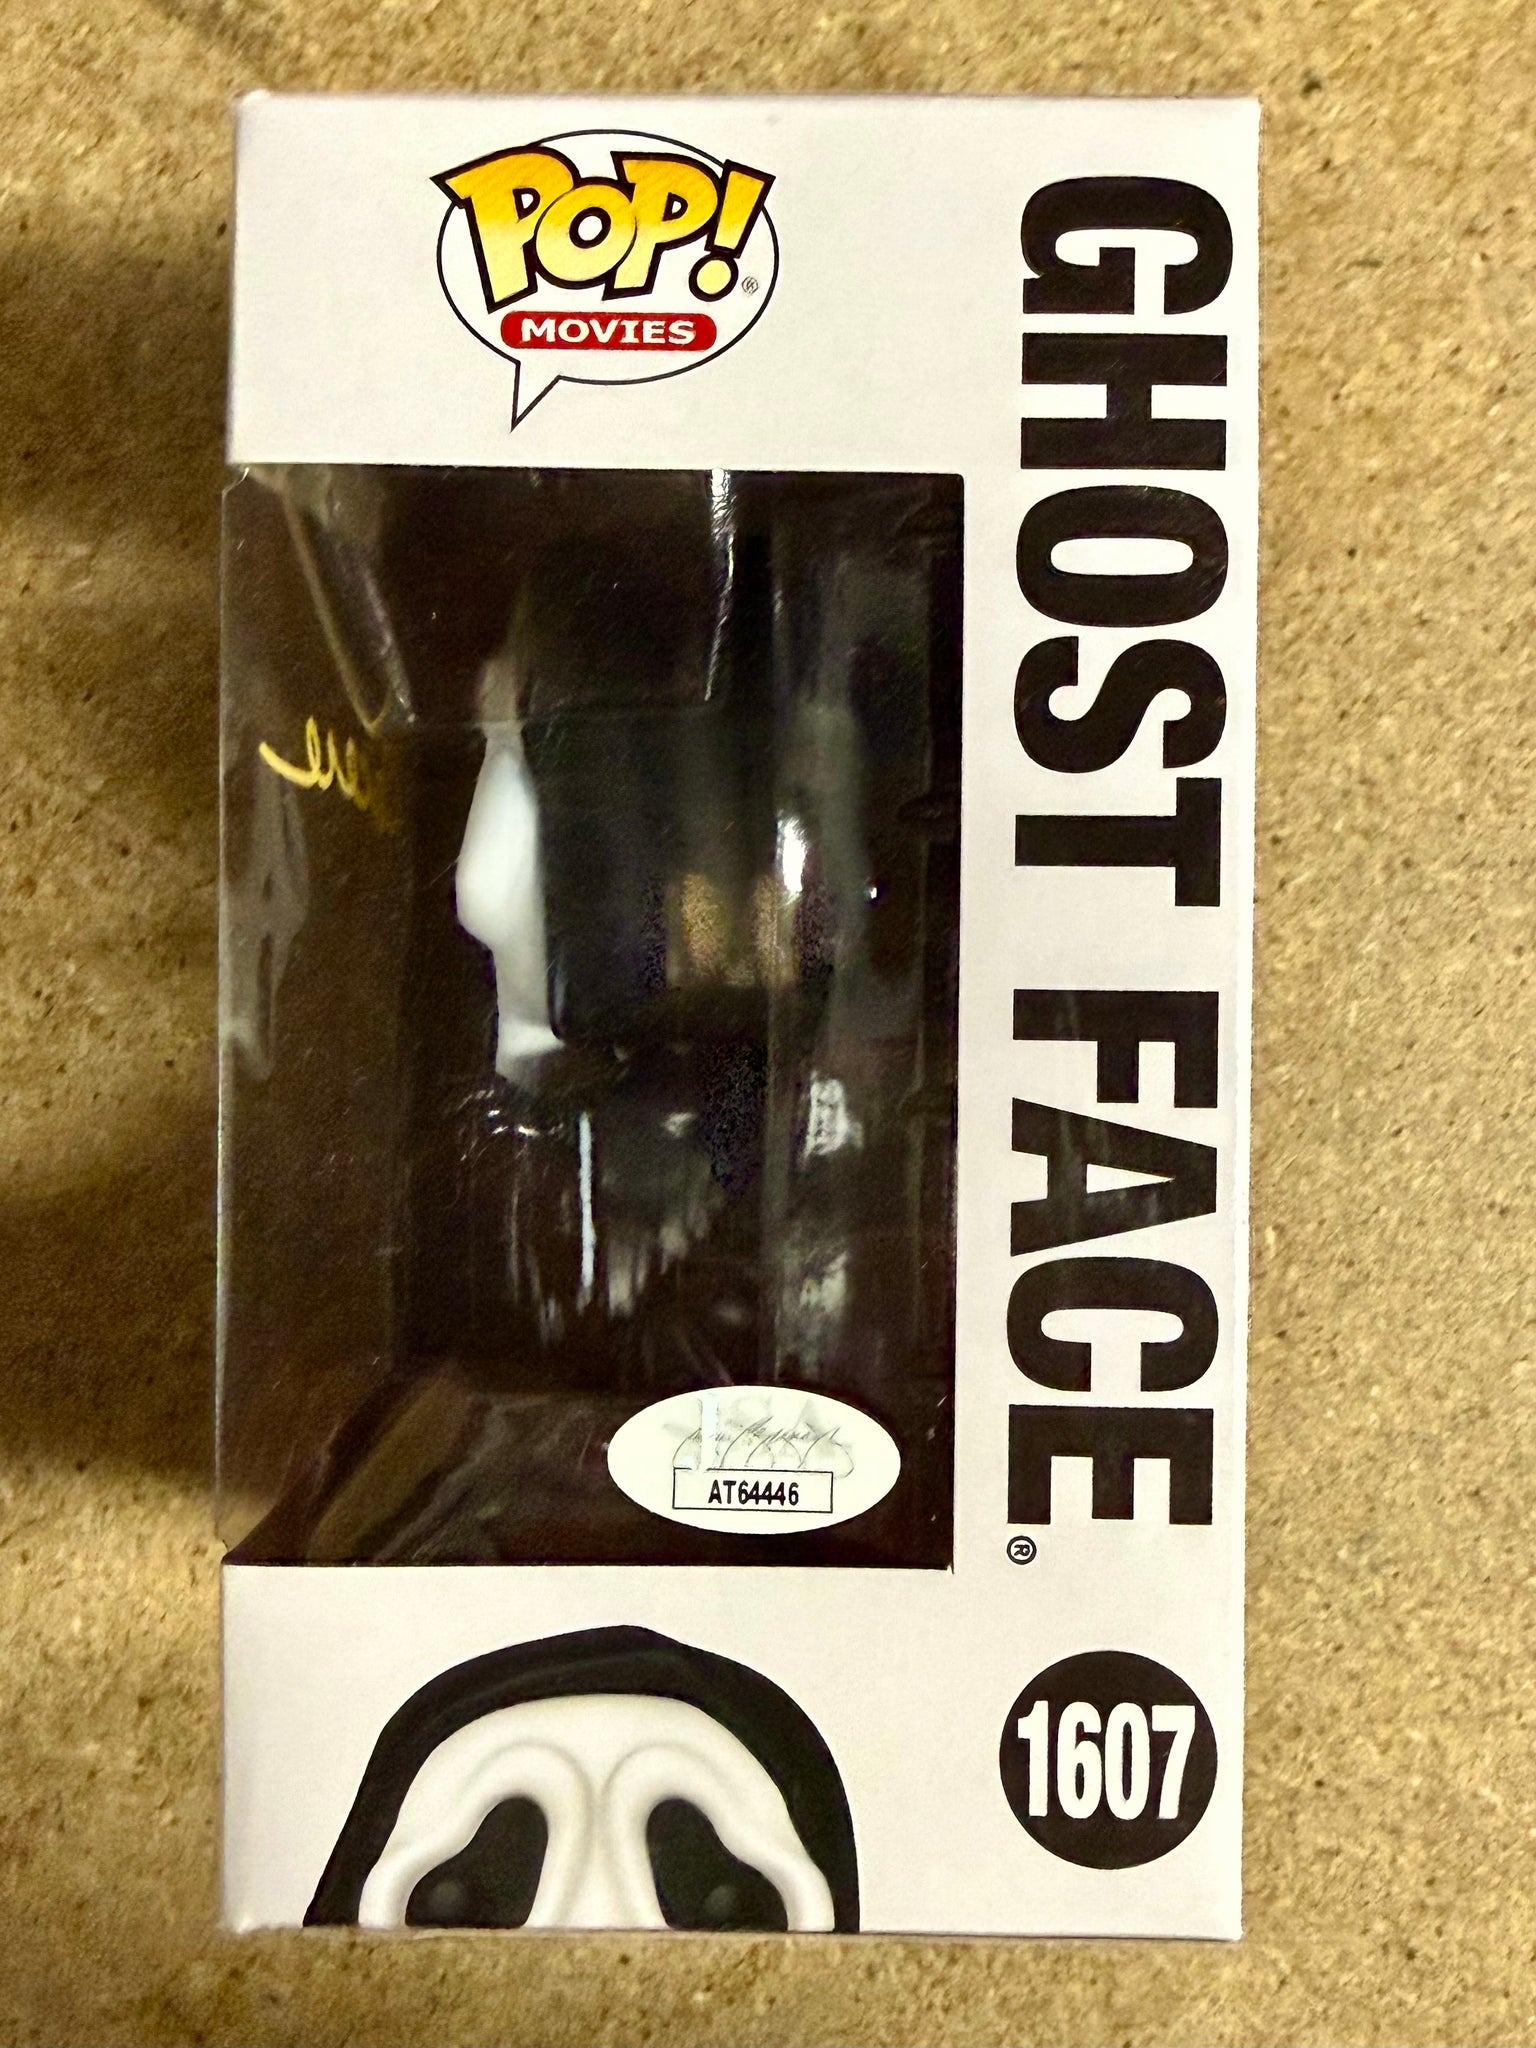 POP!
MOVIES
GHOST FACE®
AT64446
1607